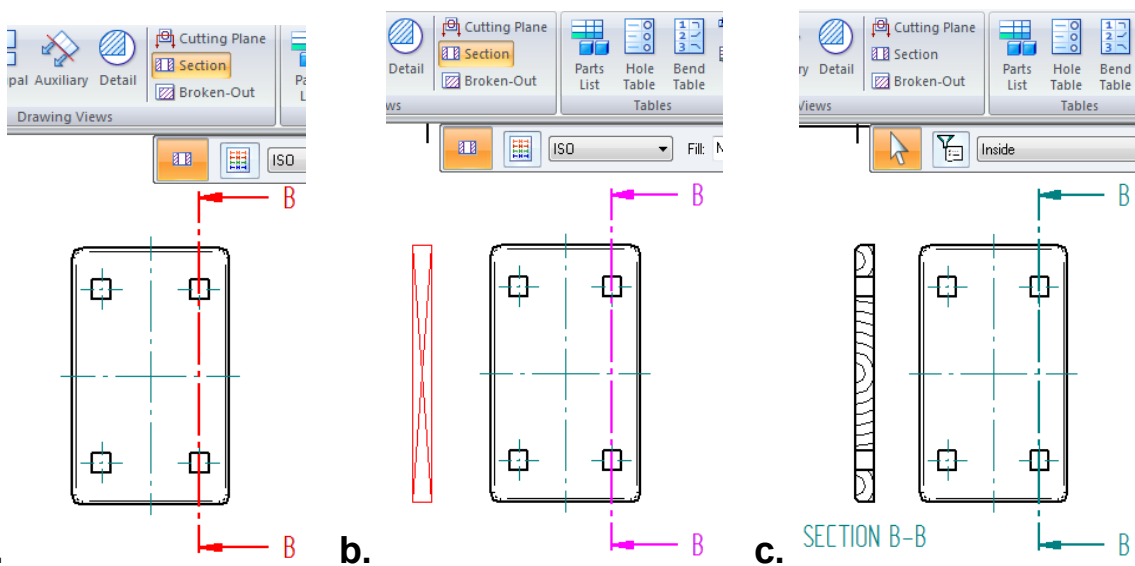 Cutting Plane
pal Auxiliary Detail Section
Broken-Out
Drawing Views
ISO
B
B
.
Cutting Plane
Detail Section
Broken-Out
Parts List
Hole Table
Bend Table
ws
Tables
ISO
Fill:
B
B
b.
Cutting Plane
ry Detail Section
Broken-Out
Parts List
Hole Table
Bend Table
Views
Tables
Inside
B
SECTION B-B
B
c.